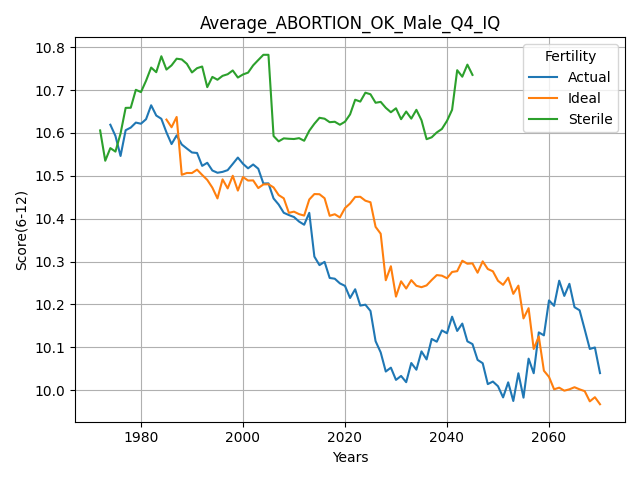 Average_ABORTION_OK_Male_Q4_IQ
Fertility
Actual
Ideal
Sterile
Score(6-12)
10.8
10.7
10.6
10.5
10.4
10.3
10.2
10.1
10.0
1980 2000 2020 2040 2060
Years